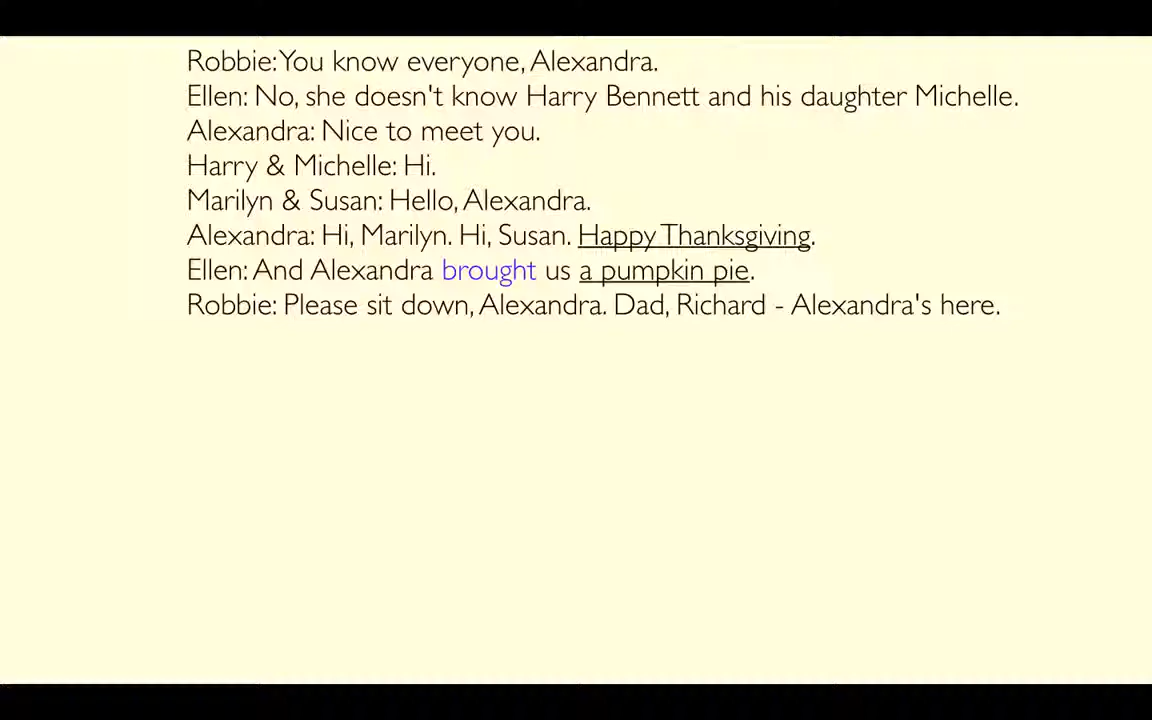 Robbie: You know everyone, Alexandra.
Ellen: No, she doesn't know Harry Bennett and his daughter Michelle.
Alexandra: Nice to meet you.
Harry & Michelle: Hi.
Marilyn & Susan: Hello, Alexandra.
Alexandra: Hi, Marilyn. Hi, Susan. Happy Thanksgiving.
Ellen: And Alexandra brought us a pumpkin pie.
Robbie: Please sit down, Alexandra. Dad, Richard - Alexandra's here.